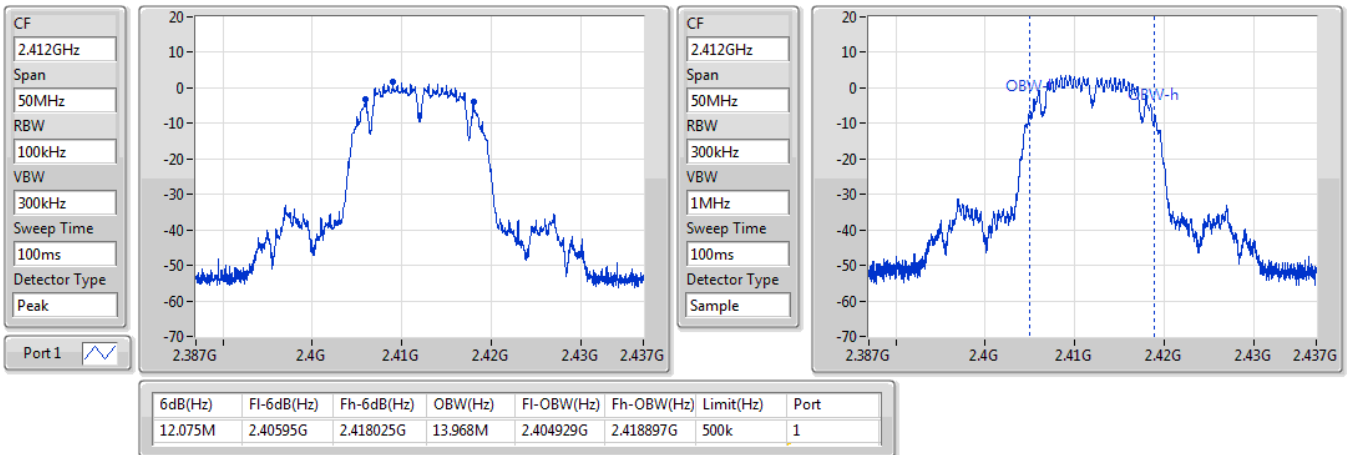 CF
2.412GHz
Span
50MHz
RBW
100kHz
VBW
300kHz
Sweep Time
100ms
Detector Type
Peak
Port 1
20
10
0
-10
-20
-30
-40
-50
-60
-70
2.387G 2.4G 2.41G 2.42G 2.43G 2.437G
CF
2.412GHz
Span
50MHz
RBW
300kHz
VBW
1MHz
Sweep Time
100ms
Detector Type
Sample
20
10
0
-10
-20
-30
-40
-50
-60
-70
OBW-h
2.387G 2.4G 2.41G 2.42G 2.43G 2.437G
6dB(Hz) Fl-6dB(Hz) Fh-6dB(Hz) OBW(Hz) Fl-OBW(Hz) Fh-OBW(Hz) Limit(Hz) Port
12.075M 2.40595G 2.418025G 13.968M 2.404929G 2.418897G 500k 1